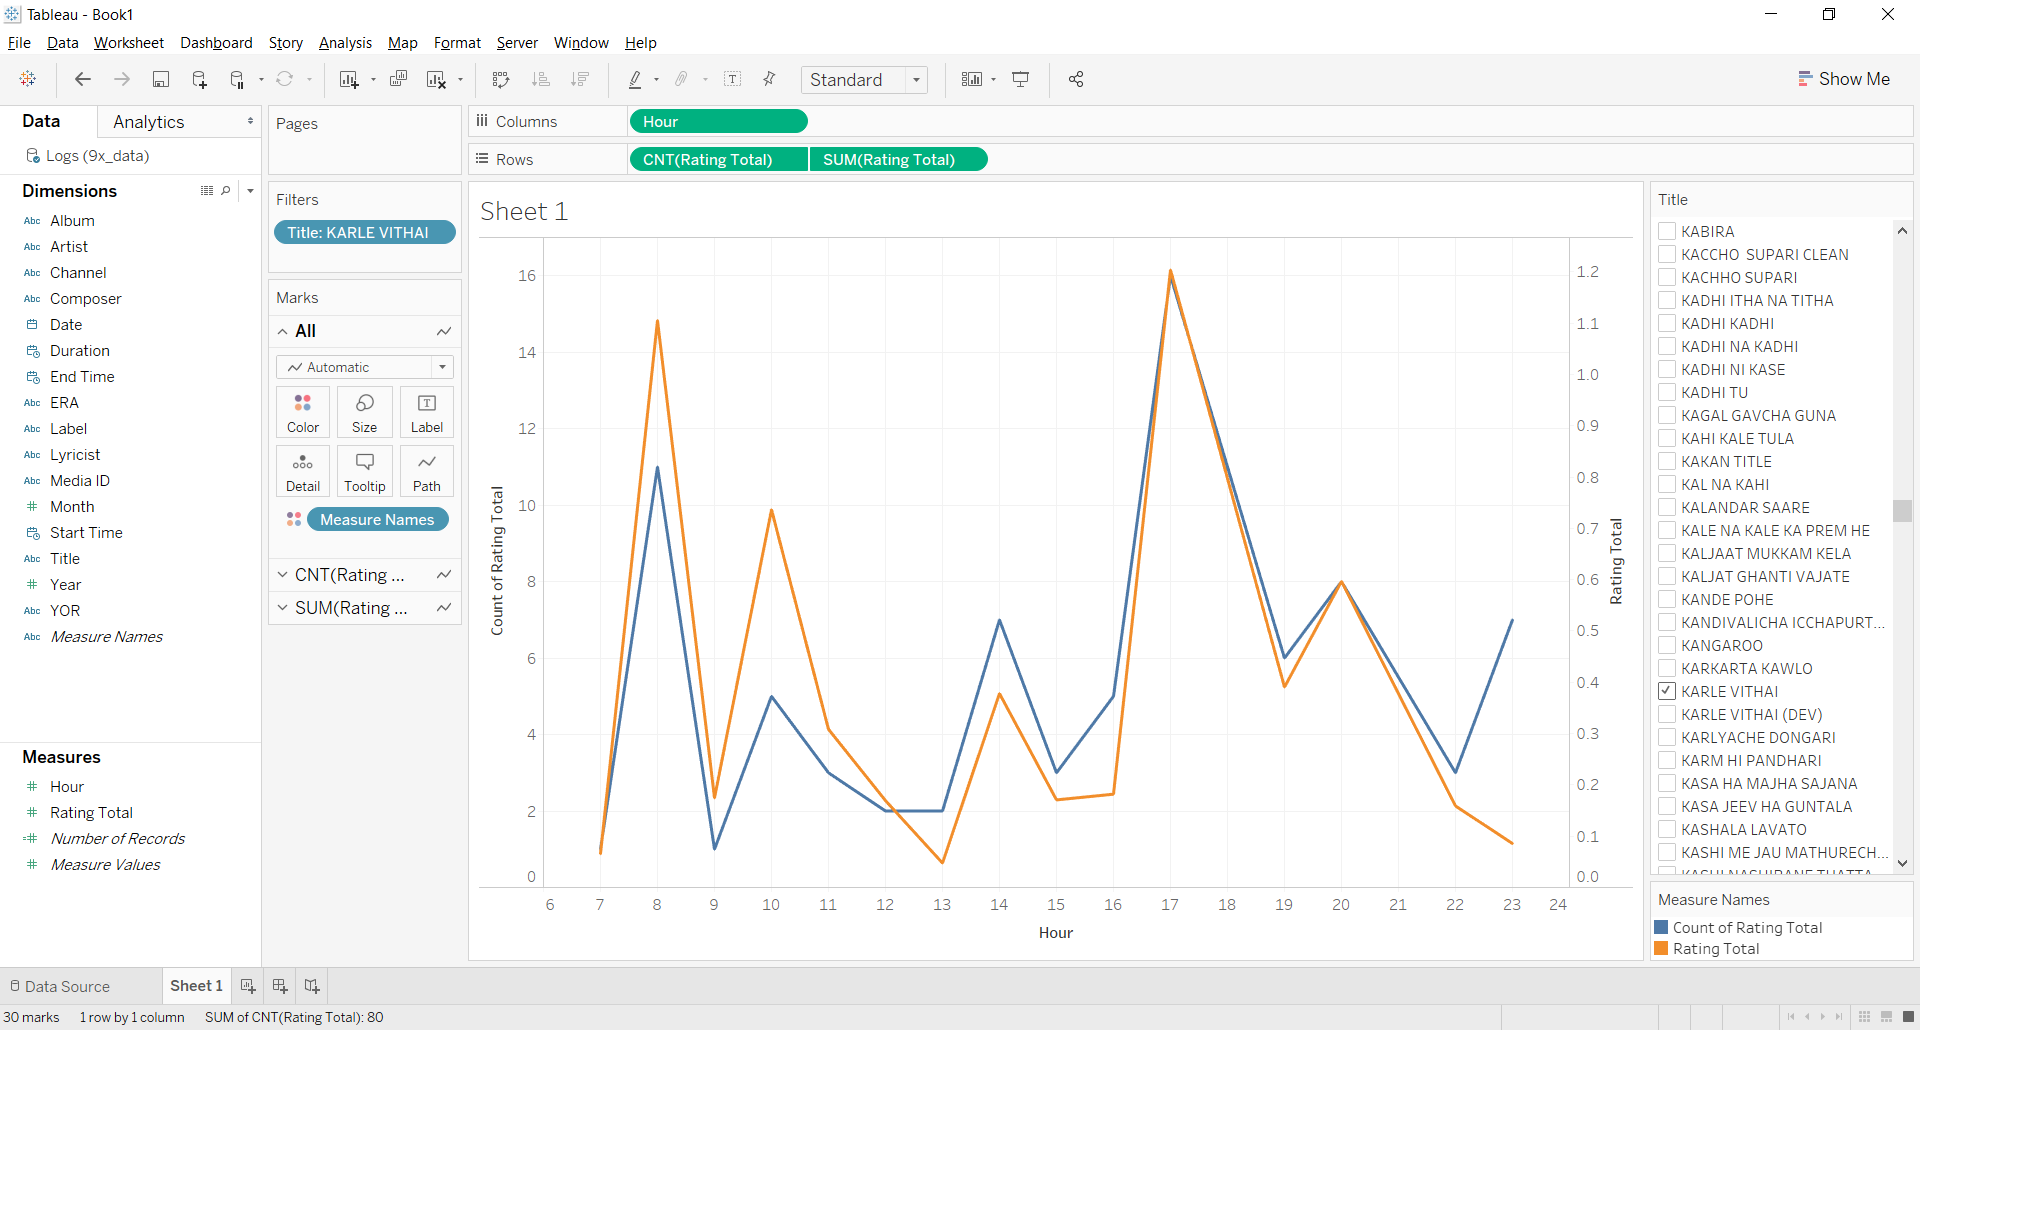 Tableau - Book1
File Data Worksheet Dashboard Story Analysis Map Format Server Window Help
Standard
Show Me
Data
Analytics
Logs (9x_data)
Dimensions
Abc Album
Abc Artist
Abc Channel
Abc Composer
Date
Duration
End Time
Abc ERA
Abc Label
Abc Lyricist
Abc Media ID
# Month
Start Time
Abc Title
# Year
Abc YOR
Abc Measure Names
Measures
# Hour
# Rating Total
=# Number of Records
# Measure Values
Pages
Filters
Title: KARLE VITHAI
Marks
All
Automatic
Color Size Label
Detail Tooltip Path
Measure Names
CNT(Rating ...
SUM(Rating ...
Columns
Hour
Rows
CNT(Rating Total) SUM(Rating Total)
Sheet 1
Count of Rating Total
16
14
12
10
8
6
4
2
0
1.2
1.1
1.0
0.9
0.8
0.7
0.6
0.5
0.4
0.3
0.2
0.1
0.0
Rating Total
6 7 8 9 10 11 12 13 14 15 16 17 18 19 20 21 22 23 24
Hour
Title
KABIRA
KACCHO SUPARI CLEAN
KACHHO SUPARI
KADHI ITHA NA TITHA
KADHI KADHI
KADHI NA KADHI
KADHI NI KASE
KADHI TU
KAGAL GAVCHA GUNA
KAHI KALE TULA
KAKAN TITLE
KAL NA KAHI
KALANDAR SAARE
KALE NA KALE KA PREM HE
KALJAAT MUKKAM KELA
KALJAT GHANTI VAJATE
KANDE POHE
KANDIVALICHA ICCHAPURT...
KANGAROO
KARKARTA KAWLO
KARLE VITHAI
KARLE VITHAI (DEV)
KARLYACHE DONGARI
KARM HI PANDHARI
KASA HA MAJHA SAJANA
KASA JEEV HA GUNTALA
KASHALA LAVATO
KASHI ME JAU MATHURECH...
Measure Names
Count of Rating Total
Rating Total
Data Source
Sheet 1
30 marks 1 row by 1 column SUM of CNT(Rating Total): 80